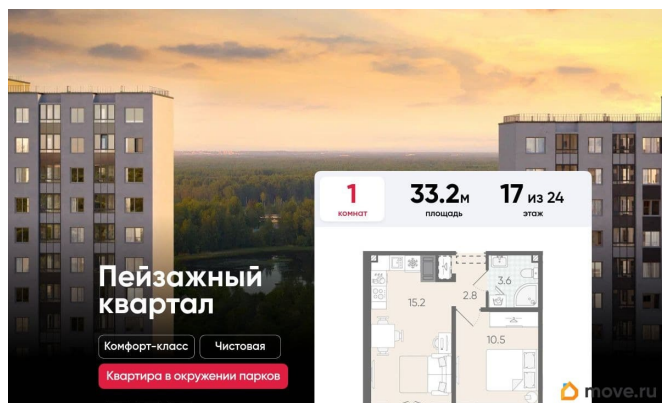 1
комнат
33.2м
площадь
17 из 24
этаж
Пейзажный
квартал
Комфорт-класс
Чистовая
Квартира в окружении парков
15.2
2.8
3.6
10.5
move.ru